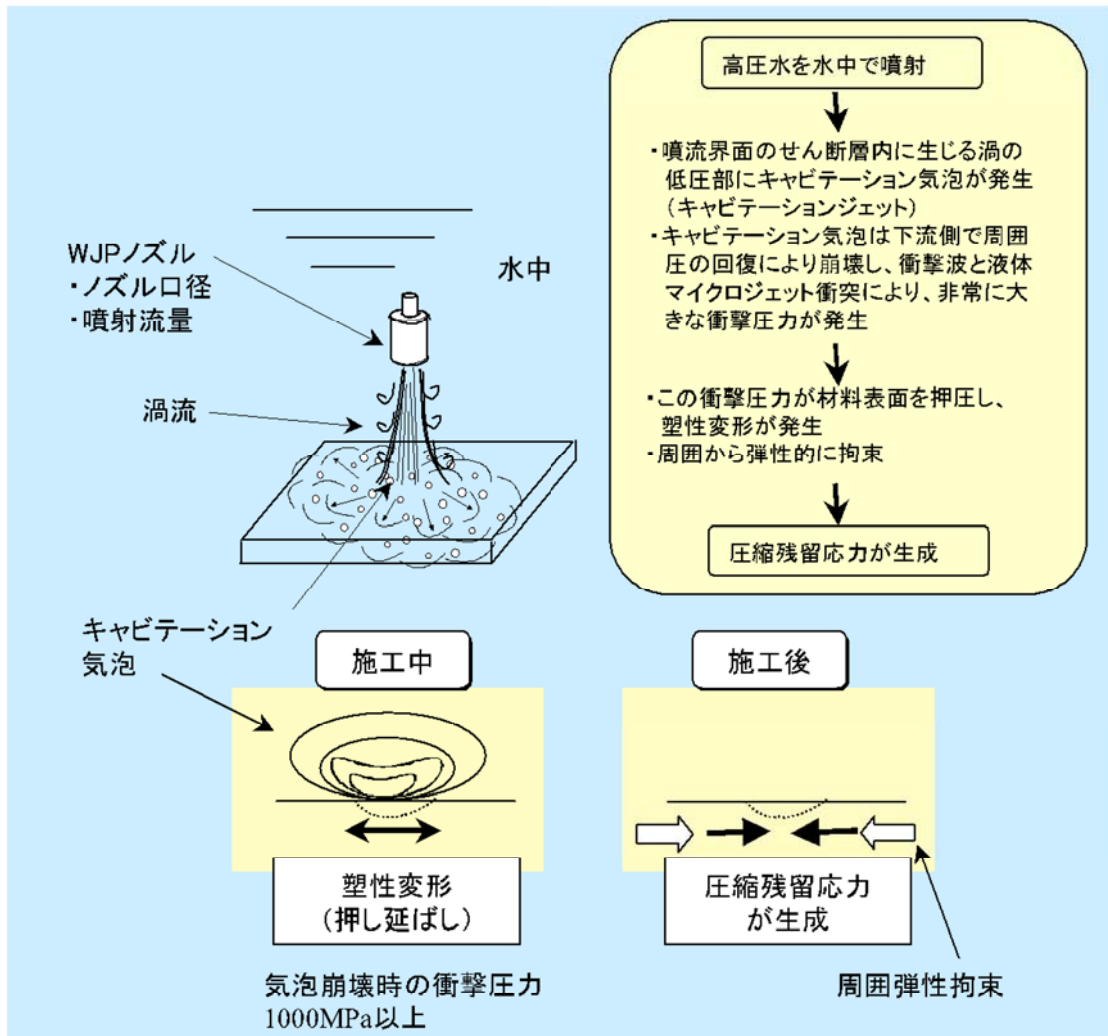 高圧水を水中で噴射
・噴流界面のせん断層内に生じる渦の
低圧部にキャビテーション気泡が発生
（キャビテーションジェット）
・キャビテーション気泡は下流側で周囲
圧の回復により崩壊し、衝撃波と液体
マイクロジェット衝突により、非常に大
きな衝撃圧力が発生
・この衝撃圧力が材料表面を押圧し、
塑性変形が発生
・周囲から弾性的に拘束
圧縮残留応力が生成
WJPノズル
・ノズル口径
・噴射流量
水中
渦流
キャビテーション
気泡
施工中
施工後
塑性変形
（押し延ばし）
圧縮残留応力
が生成
気泡崩壊時の衝撃圧力
1000MPa以上
周囲弾性拘束